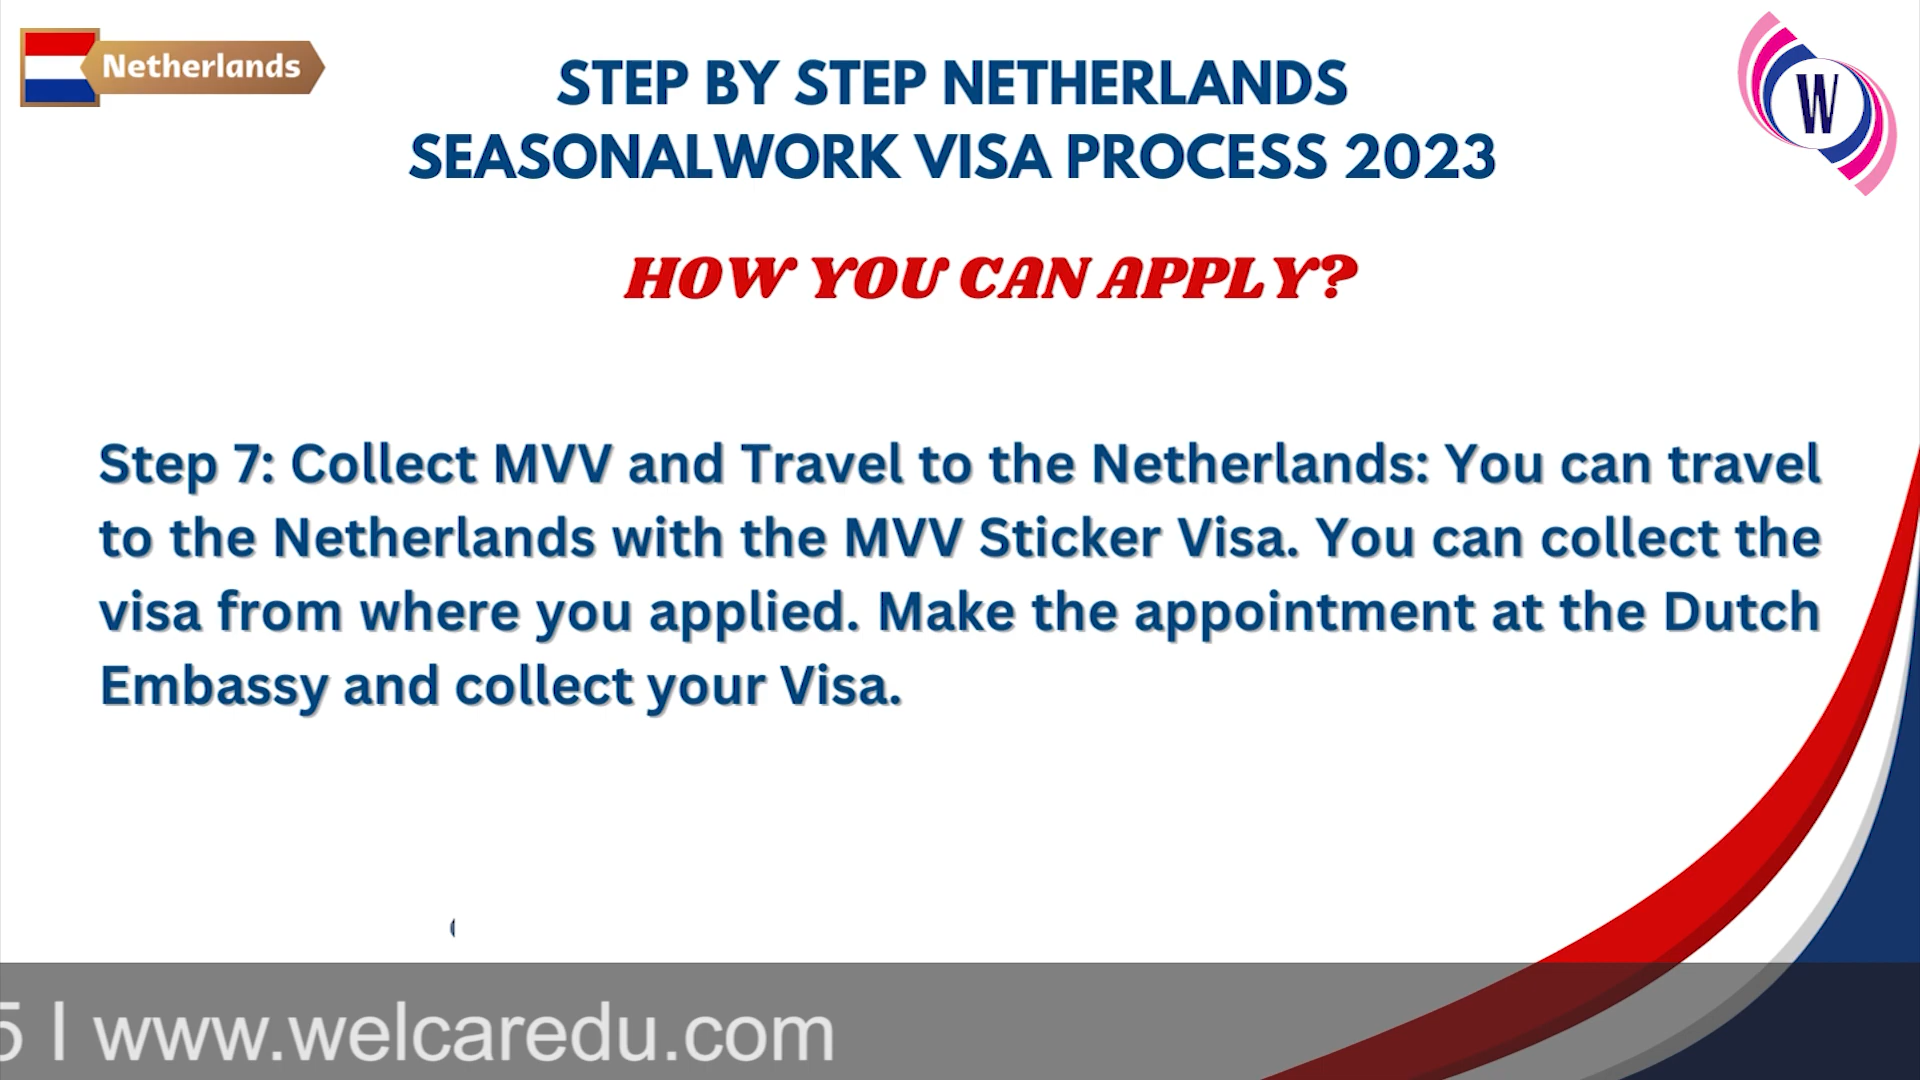 Netherlands
W
STEP BY STEP NETHERLANDS
SEASONALWORK VISA PROCESS 2023
HOW YOU CAN APPLY?
Step 7: Collect MVV and Travel to the Netherlands: You can travel
to the Netherlands with the MVV Sticker Visa. You can collect the
visa from where you applied. Make the appointment at the Dutch
Embassy and collect your Visa.
5 I www.welcaredu.com